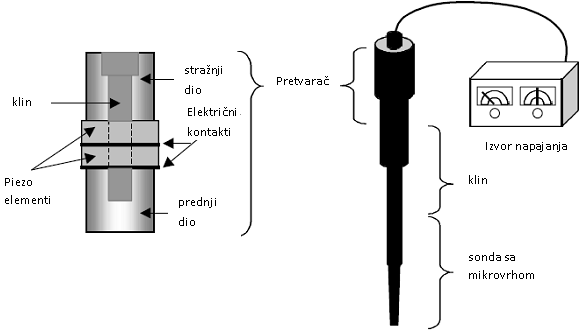 stražnji
dio
klin
Električni
kontakti
Piezo
elementi
prednji
dio
Pretvarač
Izvor napajanja
klin
sonda sa
mikrovrhom